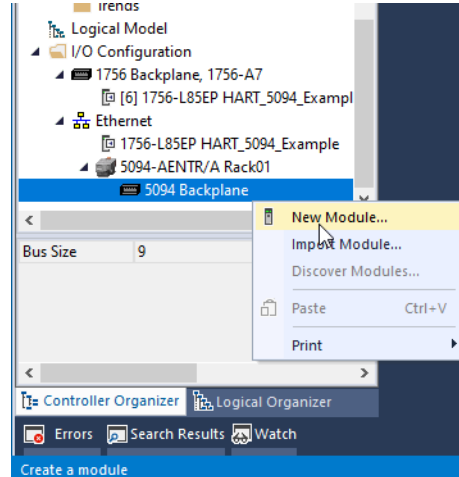 Trends
Logical Model
I/O Configuration
1756 Backplane, 1756-A7
[6] 1756-L85EP HART_5094_Exampl
Ethernet
1756-L85EP HART_5094_Example
5094-AENTR/A Rack01
5094 Backplane
New Module...
Import Module...
Bus Size 9
Discover Modules...
Paste Ctrl+V
Print
Controller Organizer Logical Organizer
Errors Search Results Watch
Create a module